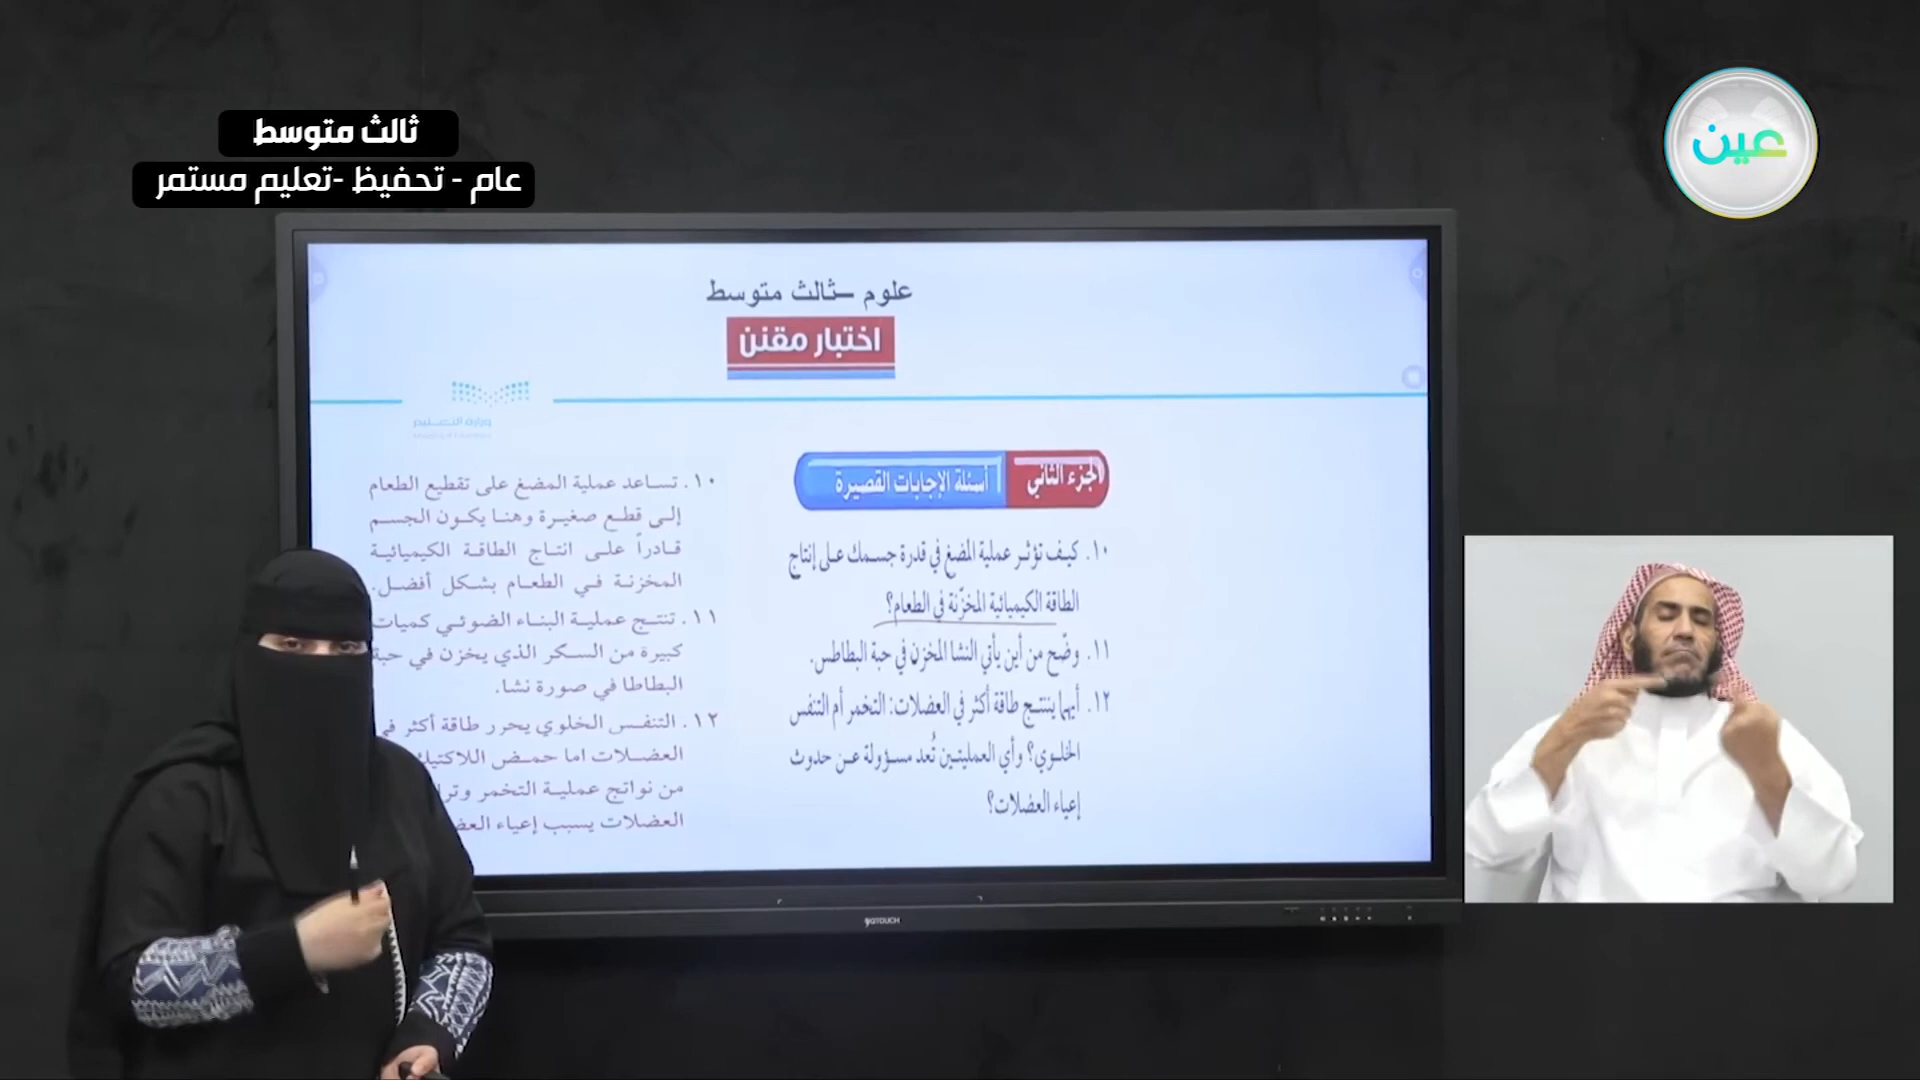 ثالث متوسط
عام - تحفيظ -تعليم مستمر
عين
علوم –ثالث متوسط
اختبار مقنن
وزارة التعليم
الجزء الثاني
أسئلة الإجابات القصيرة
١٠. كيف تؤثر عملية المضغ في قدرة جسمك على إنتاج
الطاقة الكيميائية المخزّنة في الطعام؟
١١. وضّح من أين يأتي النشا المخزن في حبة البطاطس.
١٢. أيهما ينتج طاقة أكثر في العضلات: التخمر أم التنفس
الخلوي؟ وأي العمليتين تُعد مسؤولة عن حدوث
إعياء العضلات؟
١٠. تساعد عملية المضغ على تقطيع الطعام
إلى قطع صغيرة وهنا يكون الجسم
قادراً على انتاج الطاقة الكيميائية
المخزنة في الطعام بشكل أفضل.
١١. تنتج عملية البناء الضوئي كميات
كبيرة من السكر الذي يخزن في حبة
البطاطا في صورة نشا.
١٢. التنفس الخلوي يحرر طاقة أكثر في
العضلات اما حمض اللاكتيك
من نواتج عملية التخمر
العضلات يسبب إعياء
GTOUCH